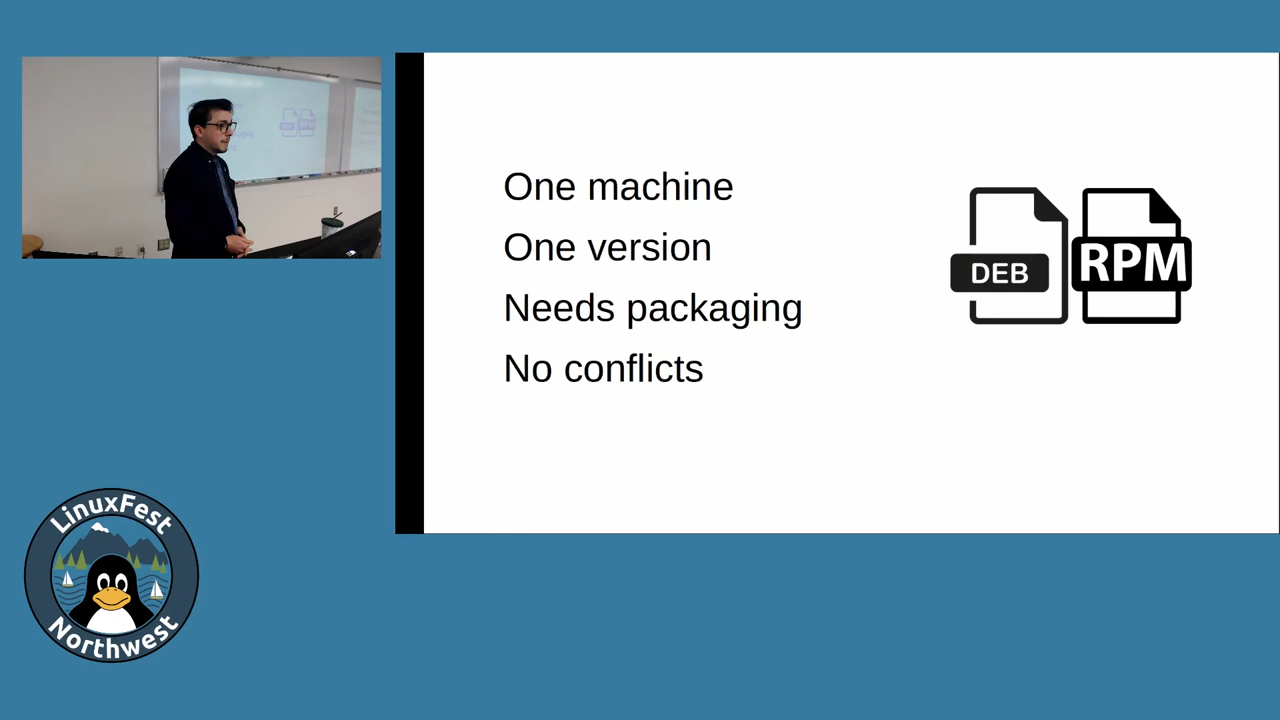 One machine
One version
Needs packaging
No conflicts
DEB
RPM
LinuxFest
Northwest